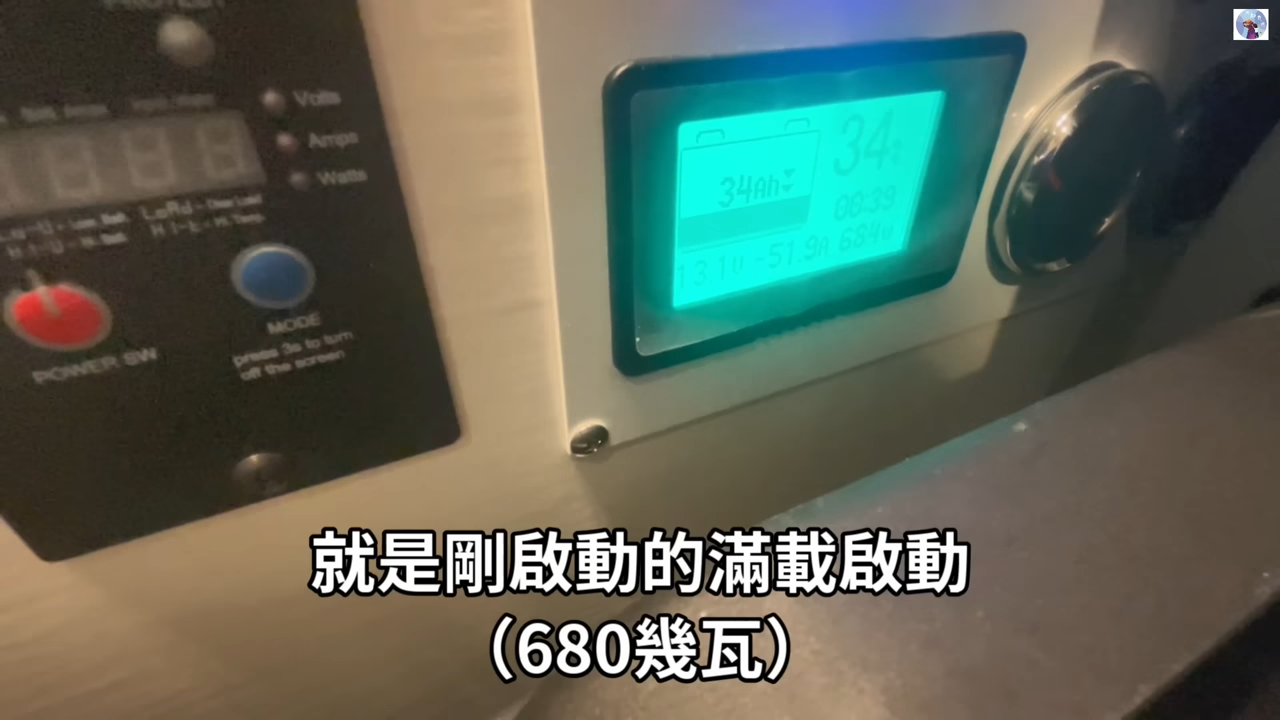 Volts
Amps
Watts
POWER SW
MODE
press 3s to turn
off the screen
34Ah
34%
00:39
13.1V -51.9A 684W
就是剛啟動的滿載啟動
（680幾瓦）